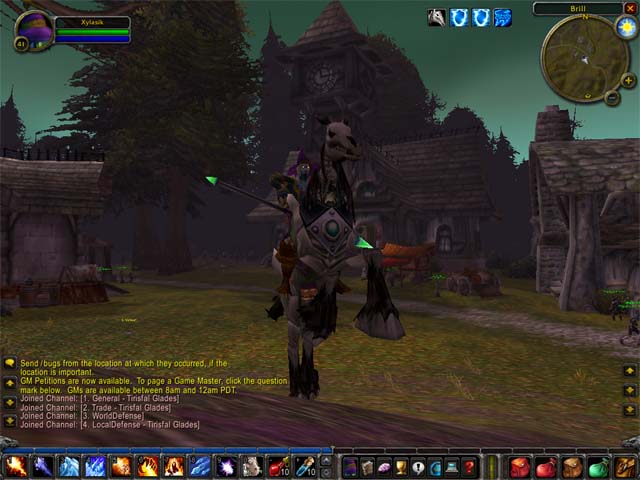 Xylasik
41
Brill
N
Send /bugs from the location at which they occurred, if the
location is important.
GM Petitions are now available. To page a Game Master, click the question
mark below. GMs are available between 8am and 12am PDT.
Joined Channel: [1. General - Tirisfal Glades]
Joined Channel: [2. Trade - Tirisfal Glades]
Joined Channel: [3. WorldDefense]
Joined Channel: [4. LocalDefense - Tirisfal Glades]
10
10